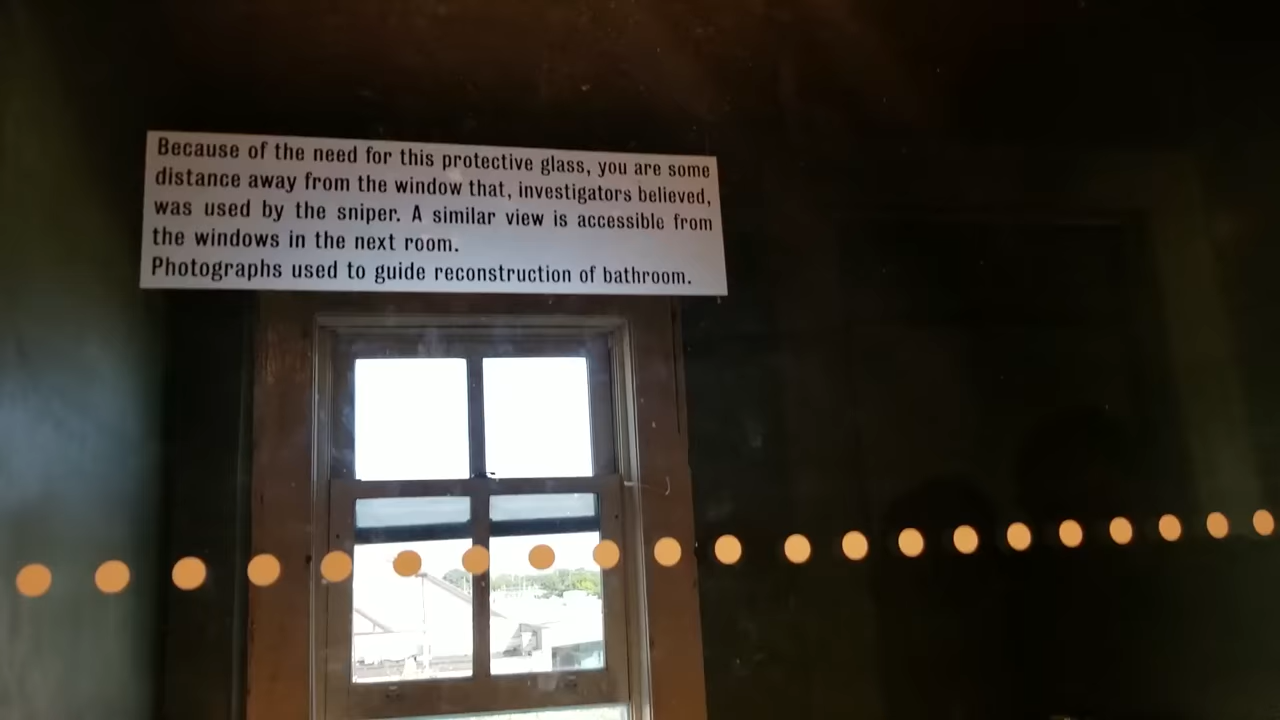 Because of the need for this protective glass, you are some
distance away from the window that, investigators believed,
was used by the sniper. A similar view is accessible from
the windows in the next room.
Photographs used to guide reconstruction of bathroom.